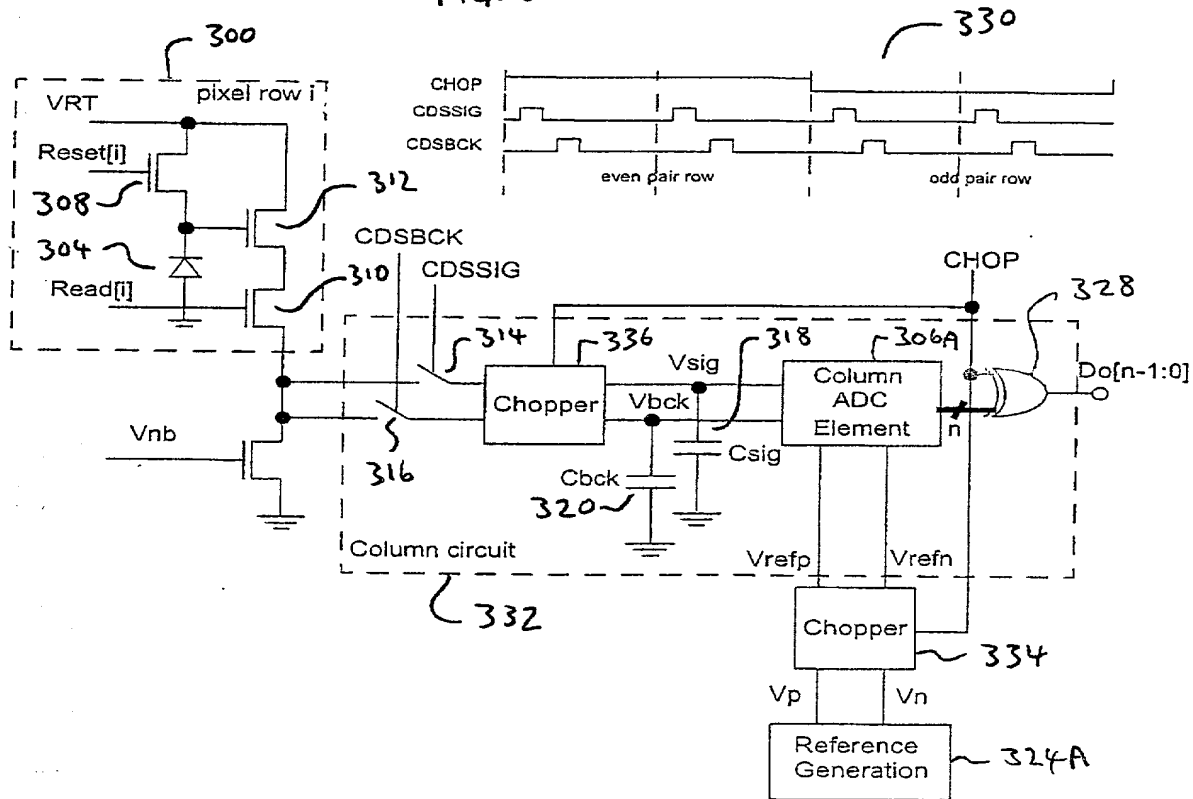 300
330
pixel row i
VRT
Reset[i]
308
312
304
Read[i]
310
CHOP
CDSSIG
CDSBCK
even pair row
odd pair row
CDSBCK
CDSSIG
CHOP
328
314
336
Vsig
318
306A
Chopper
Vbck
Column
ADC
Element
n
Do[n-1:0]
Vnb
316
Csig
Cbck
320
Column circuit
332
Vrefp
Vrefn
Chopper
334
Vp
Vn
Reference
Generation
324A